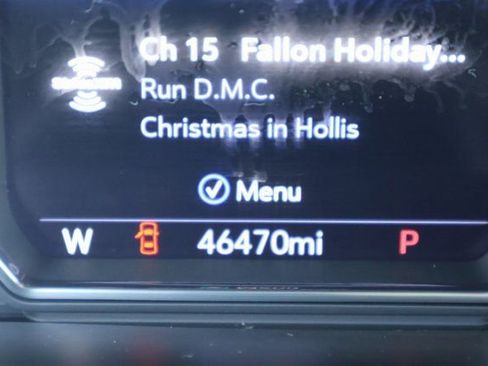 Ch 15 Fallon Holiday...
Run D.M.C.
Christmas in Hollis
Menu
W 46470mi P